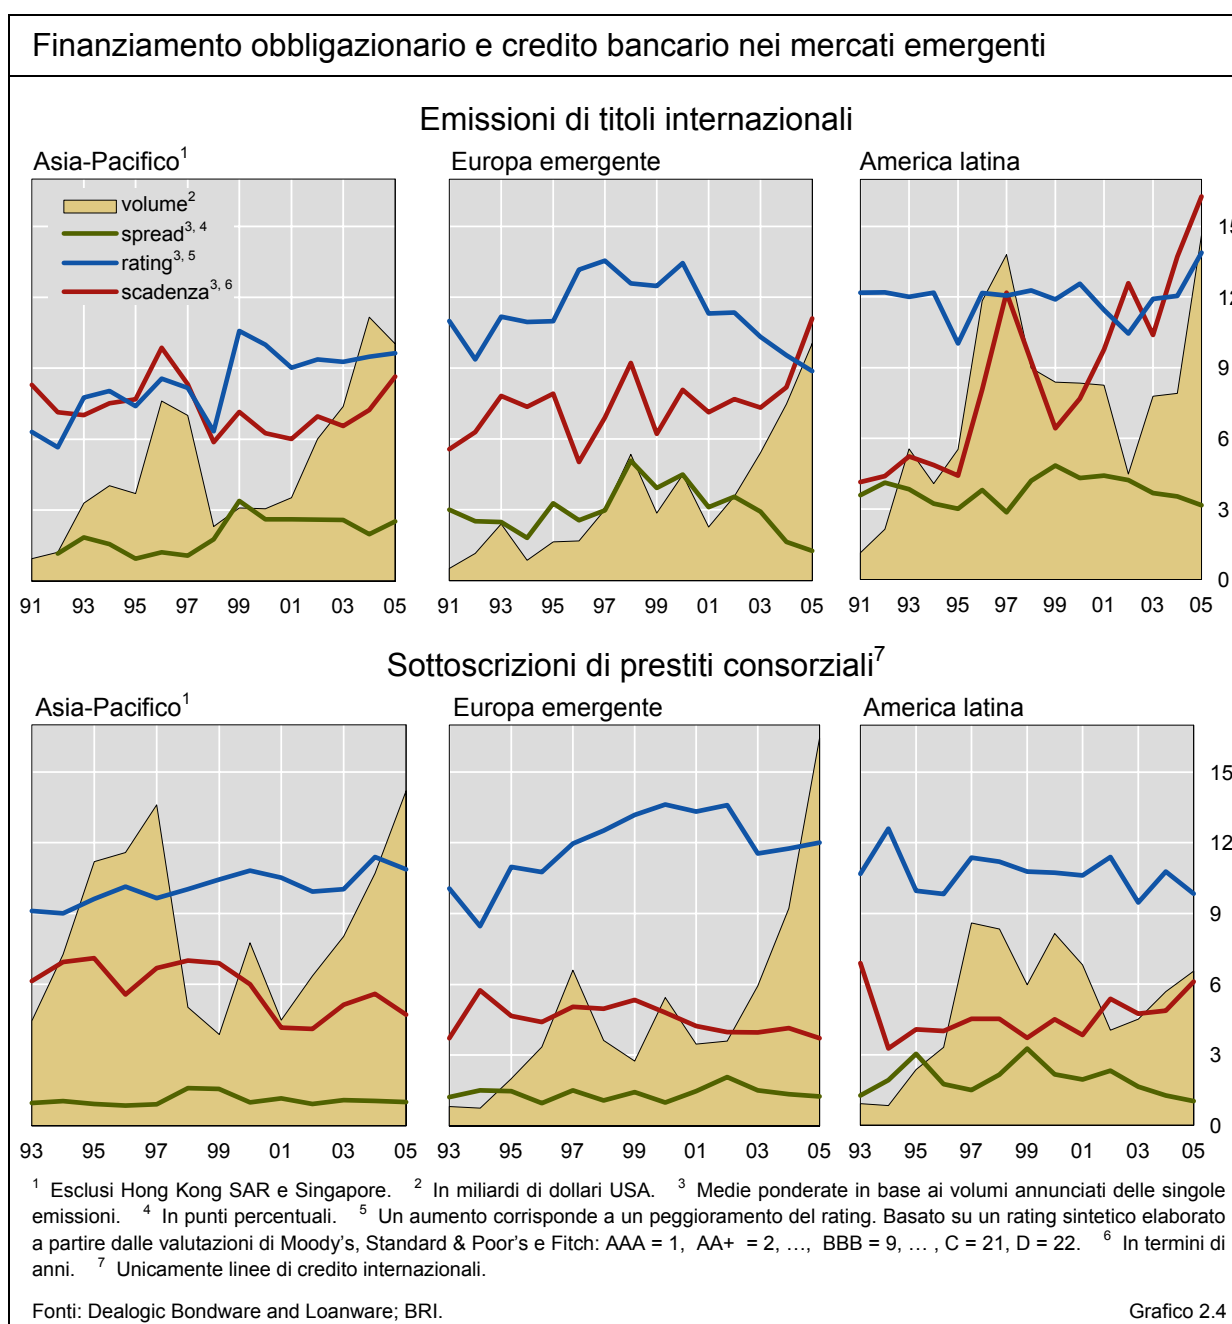 Finanziamento obbligazionario e credito bancario nei mercati emergenti
Emissioni di titoli internazionali
Asia-Pacifico¹ Europa emergente America latina
volume²
spread³, ⁴
rating³, ⁵
scadenza³, ⁶
15
12
9
6
3
0
91 93 95 97 99 01 03 05 91 93 95 97 99 01 03 05 91 93 95 97 99 01 03 05
Sottoscrizioni di prestiti consorziali⁷
Asia-Pacifico¹ Europa emergente America latina
15
12
9
6
3
0
93 95 97 99 01 03 05 93 95 97 99 01 03 05 93 95 97 99 01 03 05
¹ Esclusi Hong Kong SAR e Singapore. ² In miliardi di dollari USA. ³ Medie ponderate in base ai volumi annunciati delle singole
emissioni. ⁴ In punti percentuali. ⁵ Un aumento corrisponde a un peggioramento del rating. Basato su un rating sintetico elaborato
a partire dalle valutazioni di Moody's, Standard & Poor's e Fitch: AAA = 1, AA+ = 2, …, BBB = 9, … , C = 21, D = 22. ⁶ In termini di
anni. ⁷ Unicamente linee di credito internazionali.
Fonti: Dealogic Bondware and Loanware; BRI. Grafico 2.4